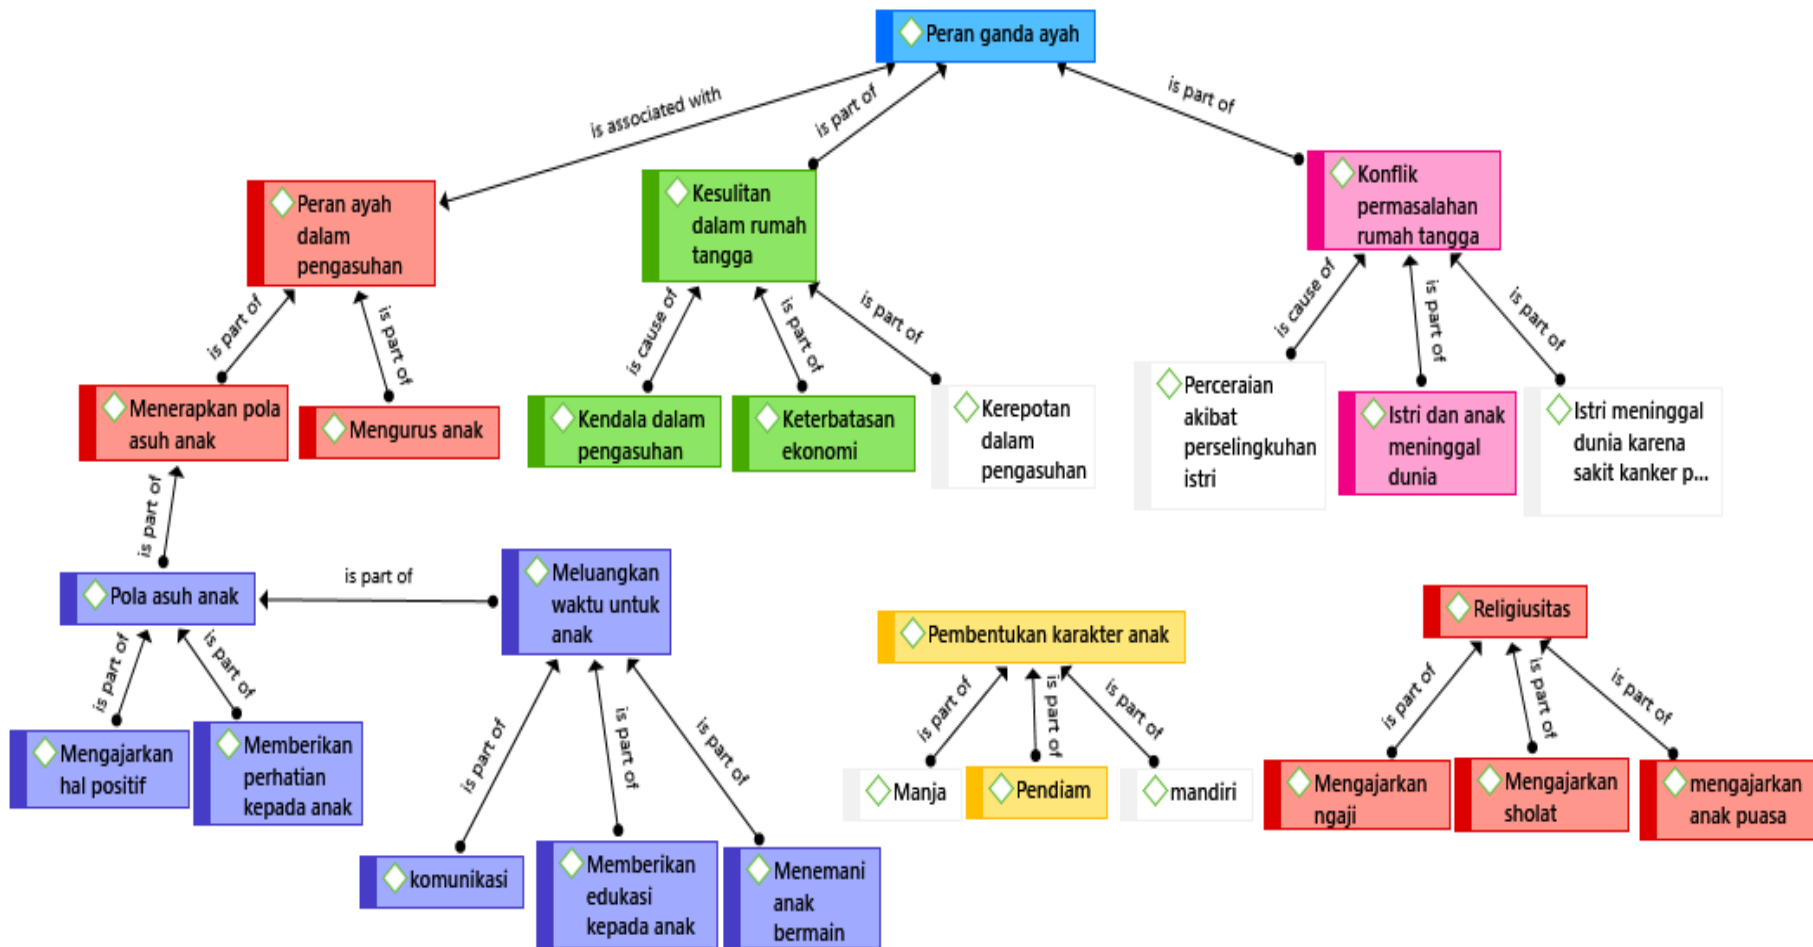 Peran ganda ayah
is associated with
is part of
is part of
Peran ayah
dalam
pengasuhan
Kesulitan
dalam rumah
tangga
Konflik
permasalahan
rumah tangga
is part of
is part of
is cause of
is part of
is part of
is cause of
is part of
is part of
Menerapkan pola
asuh anak
Mengurus anak
Kendala dalam
pengasuhan
Keterbatasan
ekonomi
Kerepotan
dalam
pengasuhan
Perceraian
akibat
perselingkuhan
istri
Istri dan anak
meninggal
dunia
Istri meninggal
dunia karena
sakit kanker p...
is part of
Pola asuh anak
is part of
Meluangkan
waktu untuk
anak
Pembentukan karakter anak
Religiusitas
is part of
is part of
is part of
is part of
is part of
is part of
is part of
is part of
is part of
is part of
is part of
Mengajarkan
hal positif
Memberikan
perhatian
kepada anak
Manja
Pendiam
mandiri
Mengajarkan
ngaji
Mengajarkan
sholat
mengajarkan
anak puasa
komunikasi
Memberikan
edukasi
kepada anak
Menemani
anak
bermain